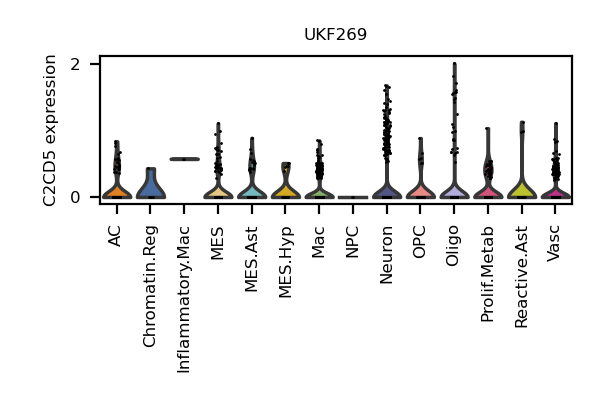 UKF269
C2CD5 expression
2
0
AC
Chromatin.Reg
Inflammatory.Mac
MES
MES.Ast
MES.Hyp
Mac
NPC
Neuron
OPC
Oligo
Prolif.Metab
Reactive.Ast
Vasc